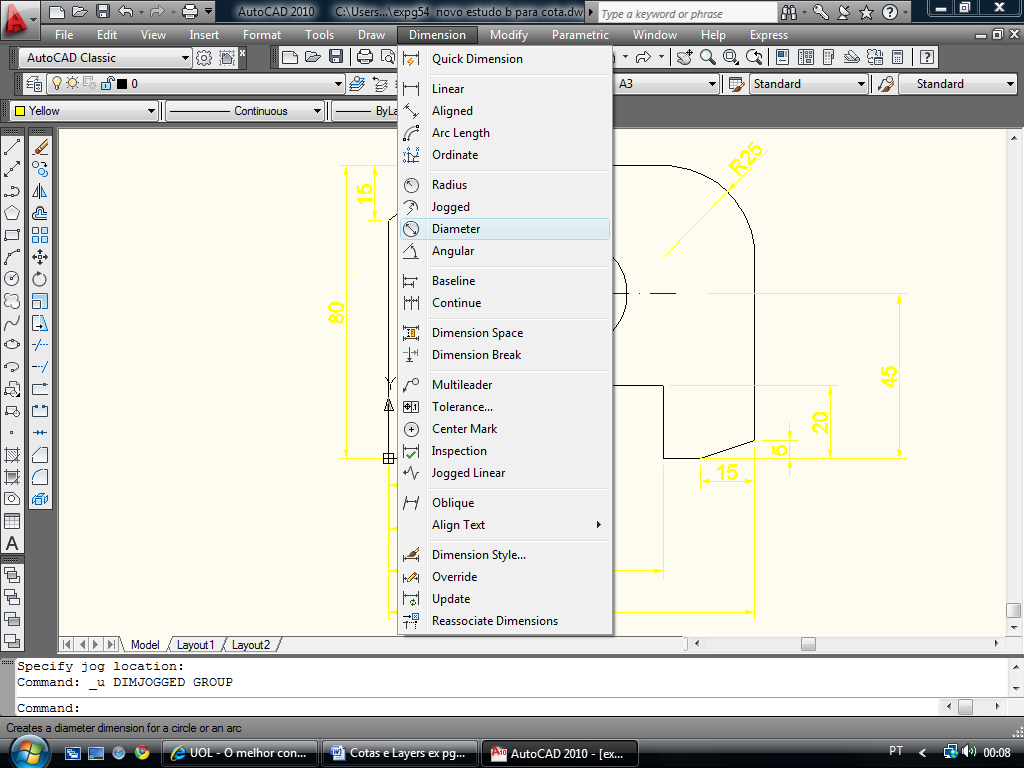 AutoCAD 2010 C:\Users...\expg54 novo estudo b para cota.dw
Type a keyword or phrase
File Edit View Insert Format Tools Draw Dimension Modify Parametric Window Help Express
AutoCAD Classic
0
A3
Standard
Standard
Yellow
Continuous
ByLa
Quick Dimension
Linear
Aligned
Arc Length
Ordinate
Radius
Jogged
Diameter
Angular
Baseline
Continue
Dimension Space
Dimension Break
Multileader
Tolerance...
Center Mark
Inspection
Jogged Linear
Oblique
Align Text
Dimension Style...
Override
Update
Reassociate Dimensions
R25
15
80
Y
45
20
5
15
A
Model Layout1 Layout2
Specify jog location:
Command: _u DIMJOGGED GROUP
Command:
Creates a diameter dimension for a circle or an arc
UOL - O melhor con...
Cotas e Layers ex pg...
AutoCAD 2010 - [ex...
PT
00:08